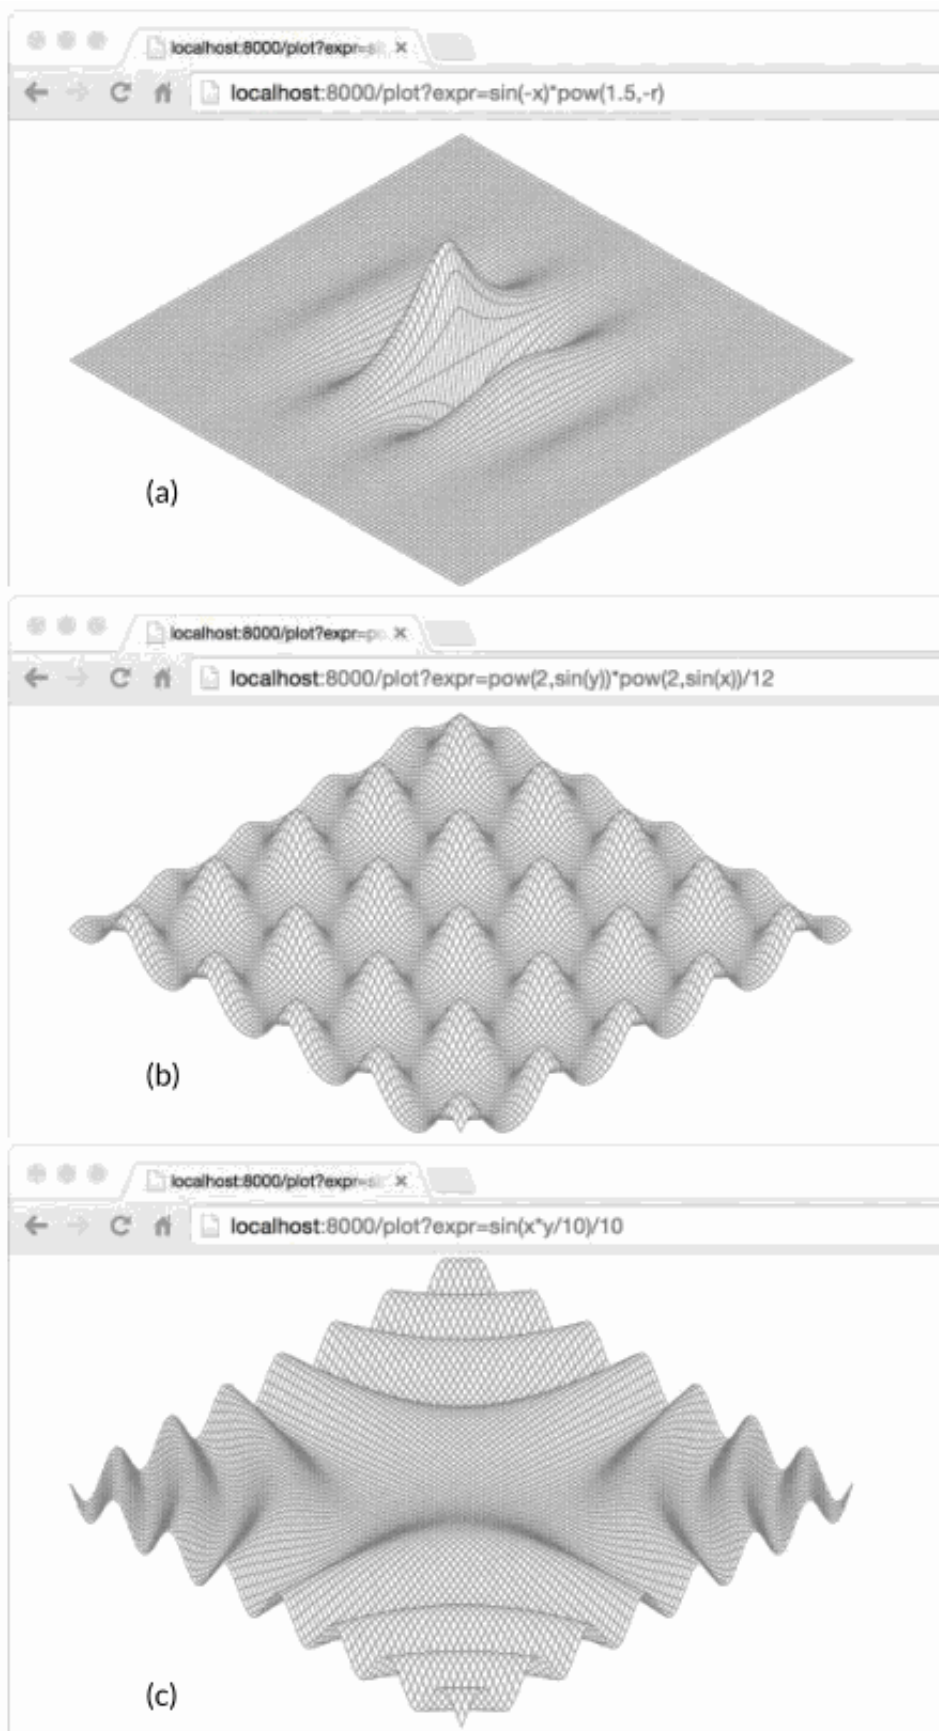 localhost:8000/plot?expr=si
localhost:8000/plot?expr=sin(-x)*pow(1.5,-r)
(a)
localhost:8000/plot?expr=po
localhost:8000/plot?expr=pow(2,sin(y))*pow(2,sin(x))/12
(b)
localhost:8000/plot?expr=si
localhost:8000/plot?expr=sin(x*y/10)/10
(c)